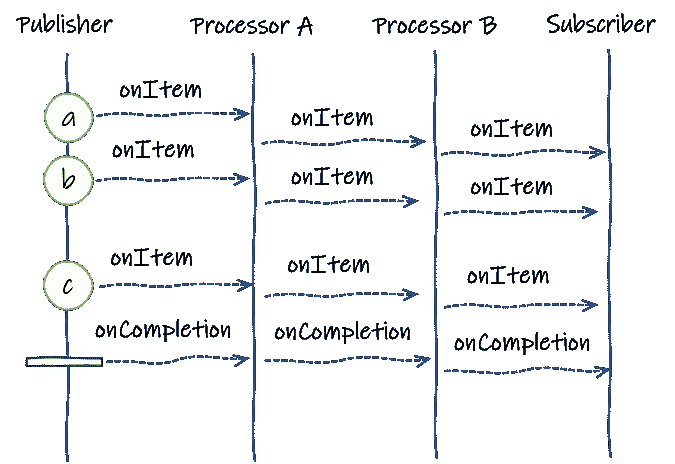 Publisher Processor A Processor B Subscriber
onItem
a onItem onItem
onItem
b onItem onItem
onItem
c onItem onItem
onCompletion onCompletion onCompletion